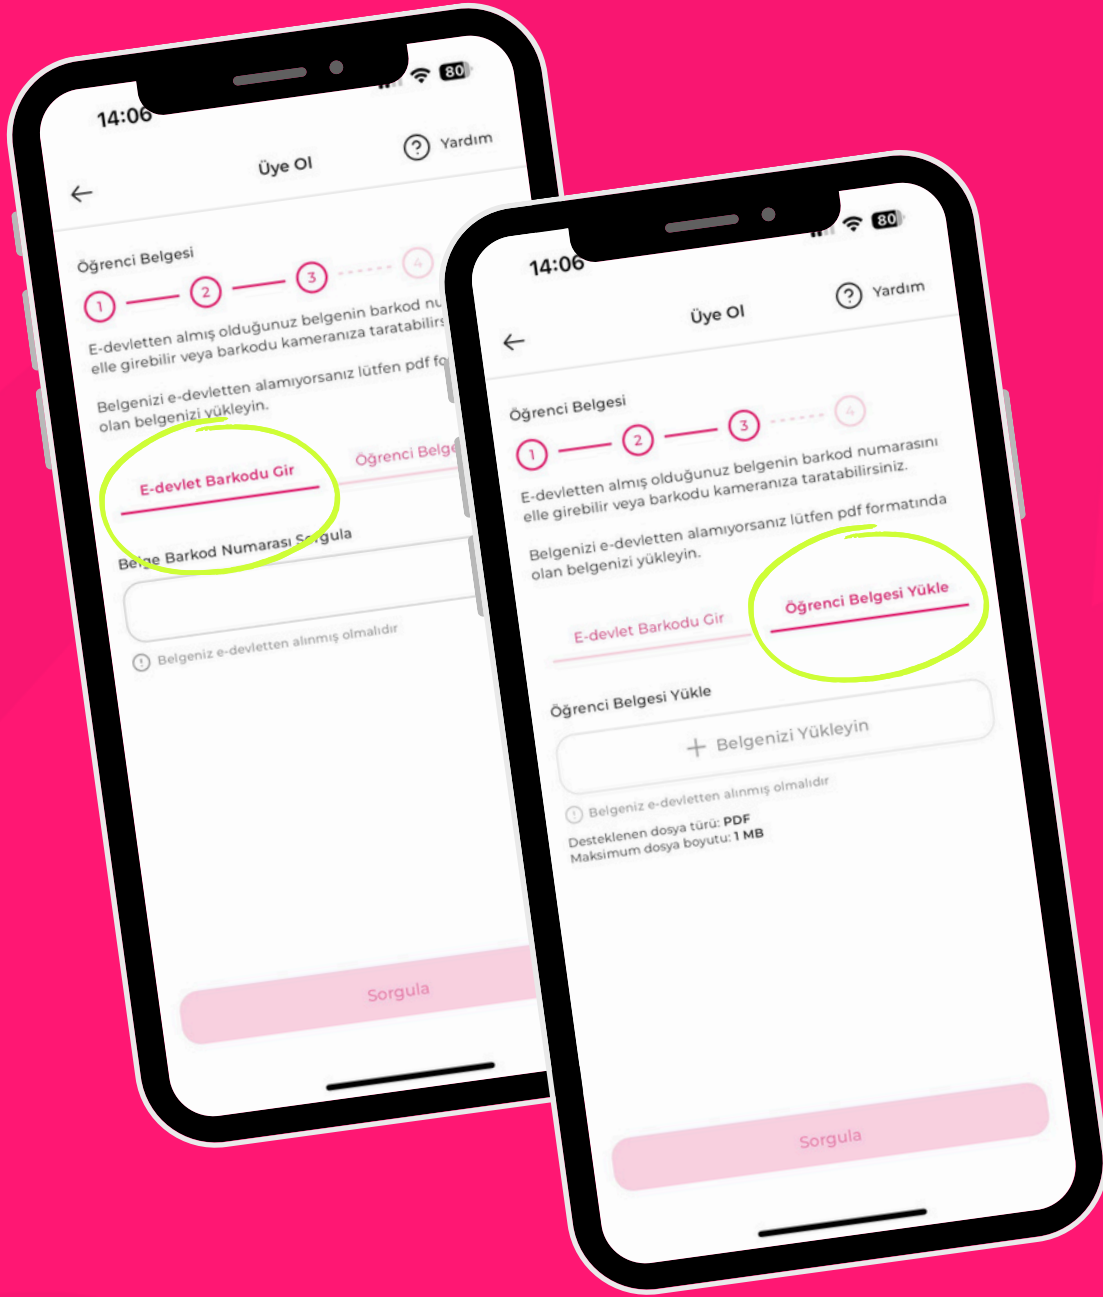 14:06
80
Üye Ol
Yardım
Öğrenci Belgesi
1
2
3
4
E-devletten almış olduğunuz belgenin barkod
elle girebilir veya barkodu kameranıza
Belgenizi e-devletten alamıyorsanız lütfen pdf
olan belgenizi yükleyin.
E-devlet Barkodu Gir
Öğrenci
Belge Barkod Numarası Sorgula
Belgeniz e-devletten alınmış olmalıdır
Sorgula
14:06
80
Üye Ol
Yardım
Öğrenci Belgesi
1
2
3
4
E-devletten almış olduğunuz belgenin barkod numarasını
elle girebilir veya barkodu kameranıza taratabilirsiniz.
Belgenizi e-devletten alamıyorsanız lütfen pdf formatında
olan belgenizi yükleyin.
E-devlet Barkodu Gir
Öğrenci Belgesi Yükle
Öğrenci Belgesi Yükle
+ Belgenizi Yükleyin
Belgeniz e-devletten alınmış olmalıdır
Desteklenen dosya türü: PDF
Maksimum dosya boyutu: 1 MB
Sorgula